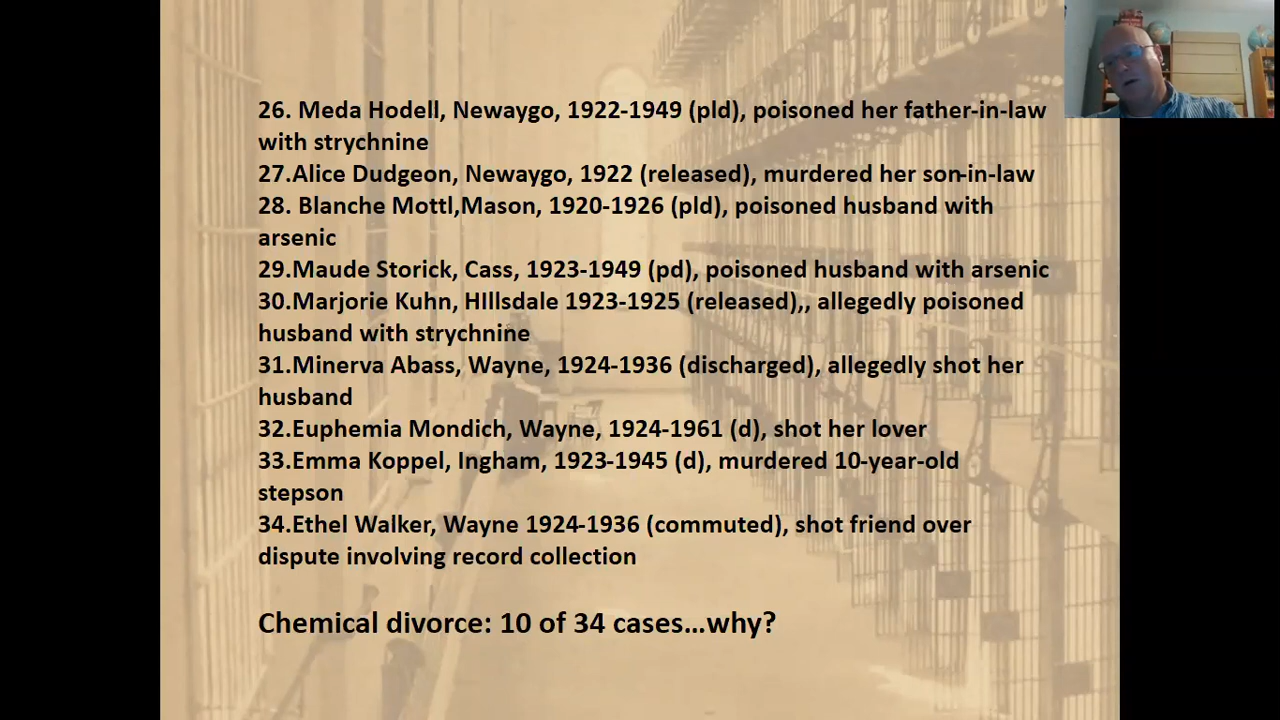 26. Meda Hodell, Newaygo, 1922-1949 (pld), poisoned her father-in-law
with strychnine
27.Alice Dudgeon, Newaygo, 1922 (released), murdered her son-in-law
28. Blanche Mottl,Mason, 1920-1926 (pld), poisoned husband with
arsenic
29.Maude Storick, Cass, 1923-1949 (pd), poisoned husband with arsenic
30.Marjorie Kuhn, HIllsdale 1923-1925 (released),, allegedly poisoned
husband with strychnine
31.Minerva Abass, Wayne, 1924-1936 (discharged), allegedly shot her
husband
32.Euphemia Mondich, Wayne, 1924-1961 (d), shot her lover
33.Emma Koppel, Ingham, 1923-1945 (d), murdered 10-year-old
stepson
34.Ethel Walker, Wayne 1924-1936 (commuted), shot friend over
dispute involving record collection
Chemical divorce: 10 of 34 cases…why?